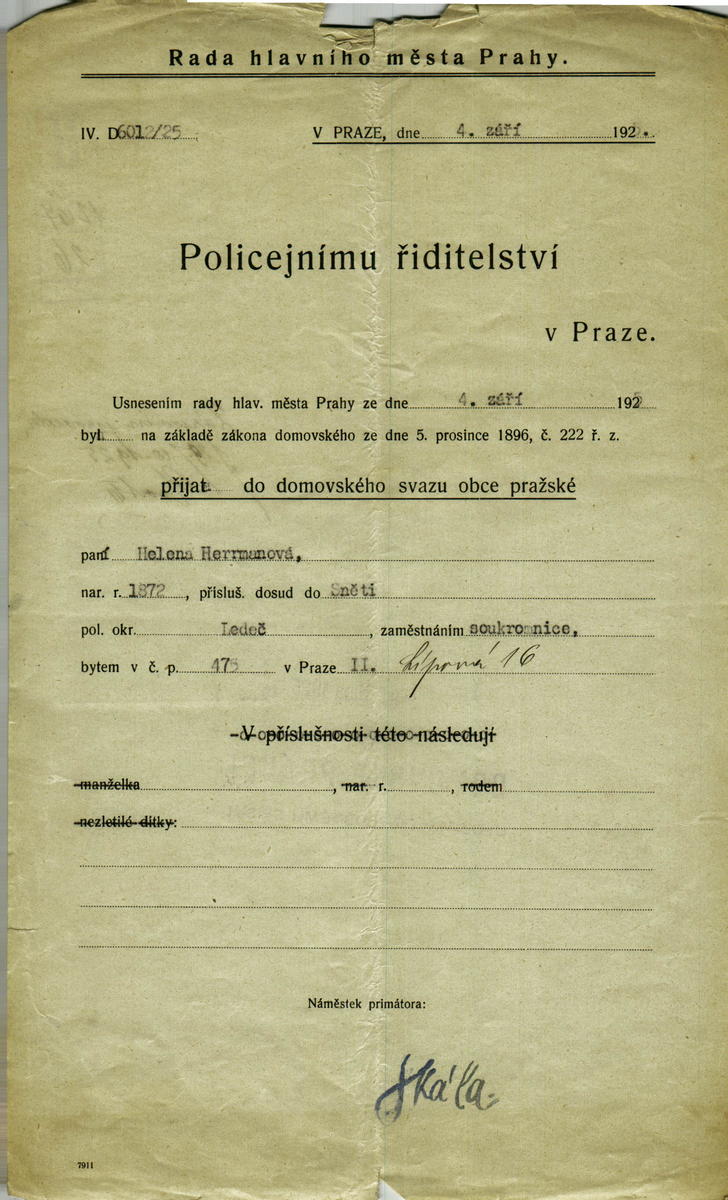 Rada hlavního města Prahy.
IV. D6012/25 V PRAZE, dne 4. září 192 .
Policejnímu řiditelství
v Praze.
Usnesením rady hlav. města Prahy ze dne 4. září 192
byl na základě zákona domovského ze dne 5. prosince 1896, č. 222 ř. z.
přijat do domovského svazu obce pražské
paní Helena Herrmanová,
nar. r. 1872, přísluš. dosud do Sněti
pol. okr. Ledeč, zaměstnáním soukromnice,
bytem v č. p. 473 v Praze II. Lípová 16
V příslušnosti této následují
manželka, nar. r., rodem
nezletilé dítky:
Náměstek primátora:
Skála
7911